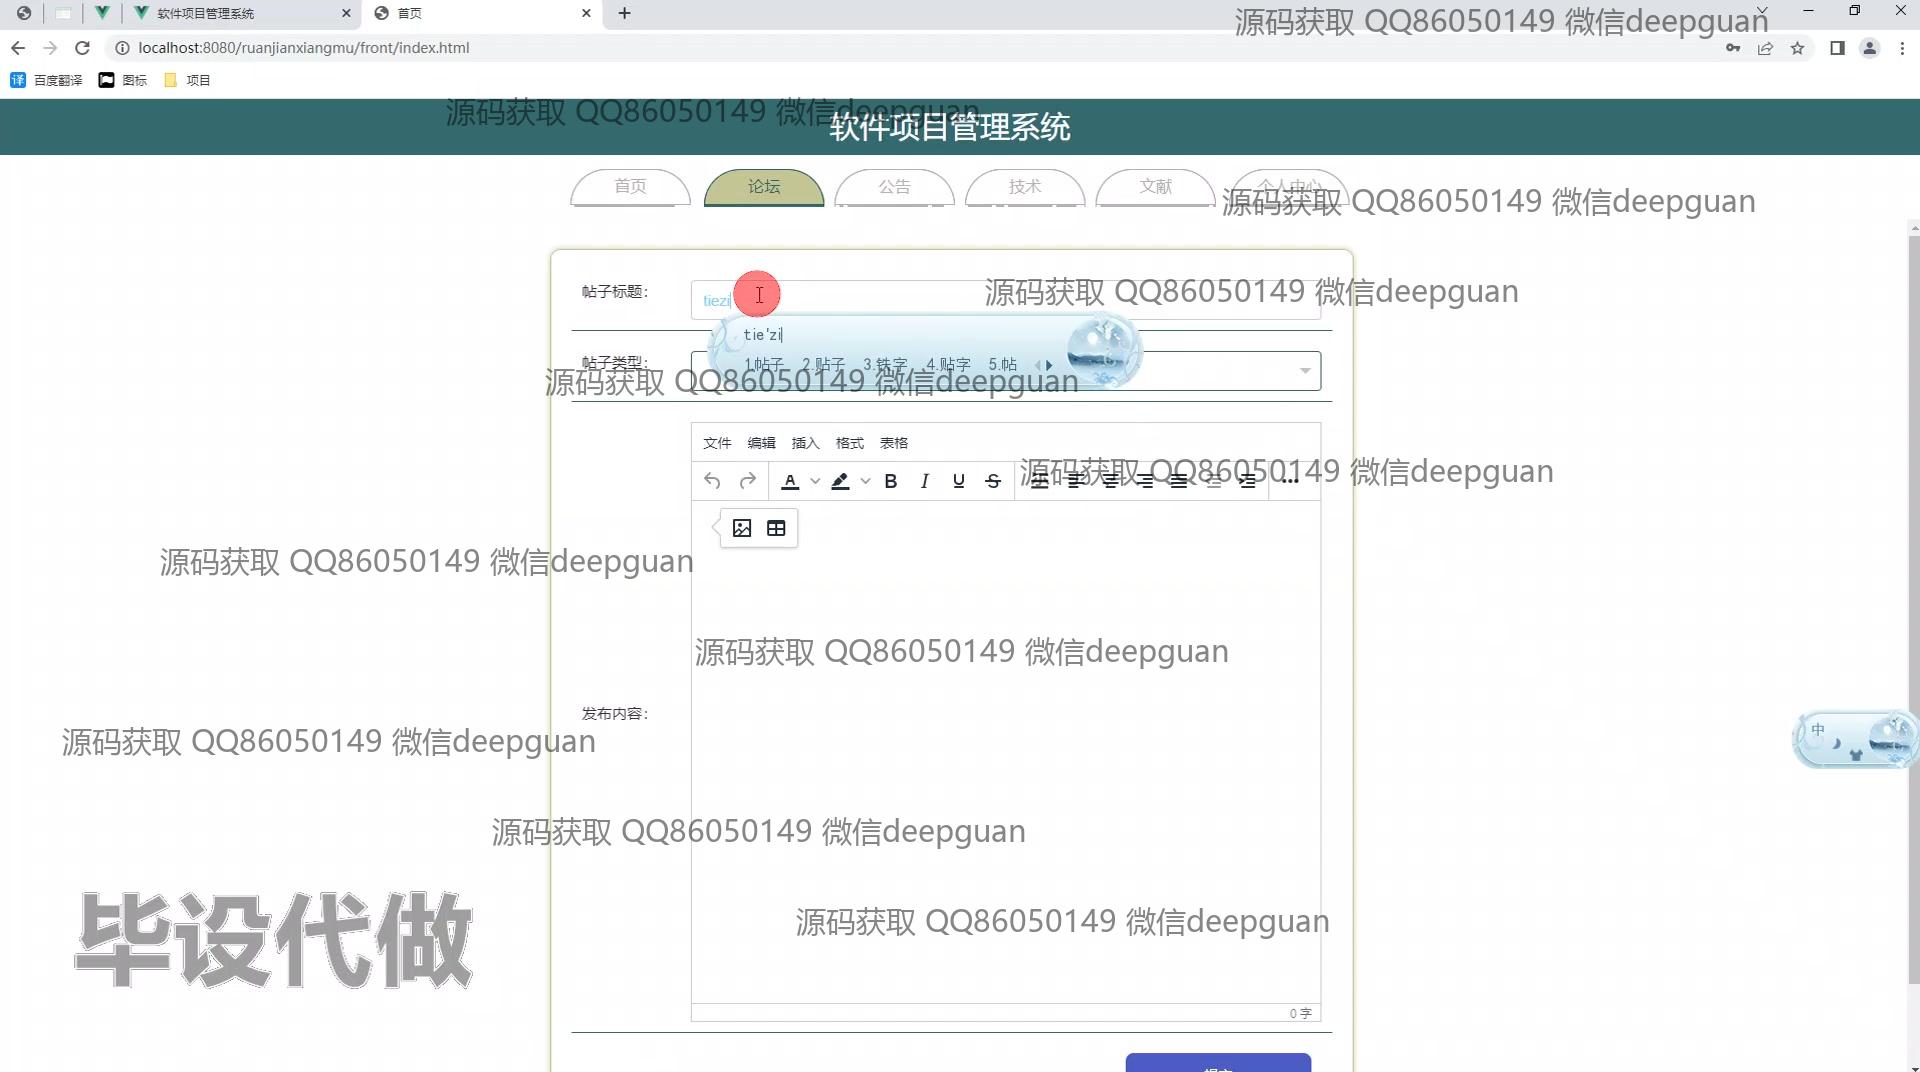 软件项目管理系统
首页
源码获取 QQ86050149 微信deepguan
localhost:8080/ruanjianxiangmu/front/index.html
译 百度翻译 图标 项目
源码获取 QQ86050149 微信deepguan
软件项目管理系统
首页 论坛 公告 技术 文献 个人中心
源码获取 QQ86050149 微信deepguan
帖子标题: tiezi
源码获取 QQ86050149 微信deepguan
tie'zi
帖子类型:
1.帖子 2.贴子 3.铁字 4.贴字 5.帖
源码获取 QQ86050149 微信deepguan
文件 编辑 插入 格式 表格
A B I U S
源码获取 QQ86050149 微信deepguan
源码获取 QQ86050149 微信deepguan
源码获取 QQ86050149 微信deepguan
发布内容:
中
源码获取 QQ86050149 微信deepguan
源码获取 QQ86050149 微信deepguan
源码获取 QQ86050149 微信deepguan
毕设代做
0 字